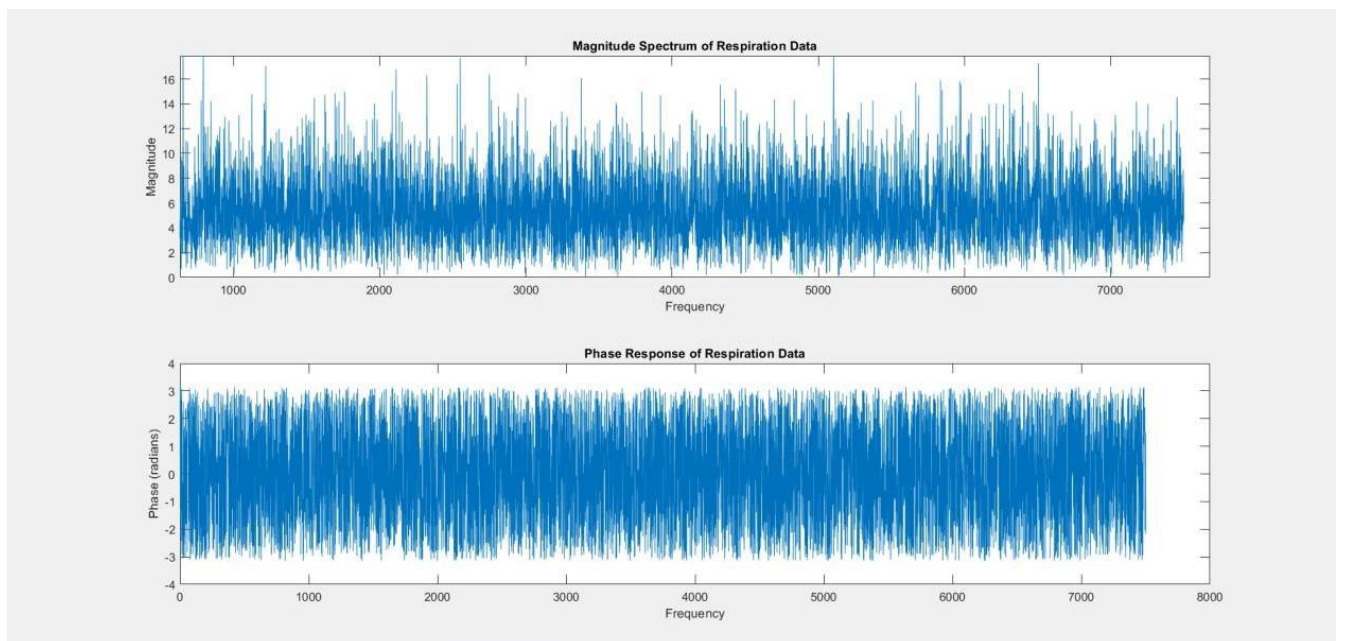 Magnitude Spectrum of Respiration Data
16
14
12
10
8
6
4
2
0
Magnitude
1000 2000 3000 4000 5000 6000 7000
Frequency
Phase Response of Respiration Data
4
3
2
1
0
-1
-2
-3
-4
Phase (radians)
0 1000 2000 3000 4000 5000 6000 7000 8000
Frequency